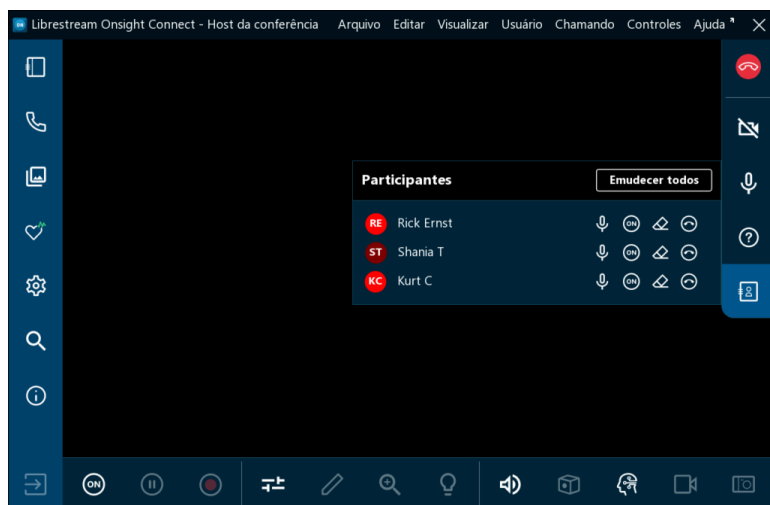 Librestream Onsight Connect - Host da conferência Arquivo Editar Visualizar Usuário Chamando Controles Ajuda
Participantes Emudecer todos
RE Rick Ernst ON
ST Shania T ON
KC Kurt C ON
ON